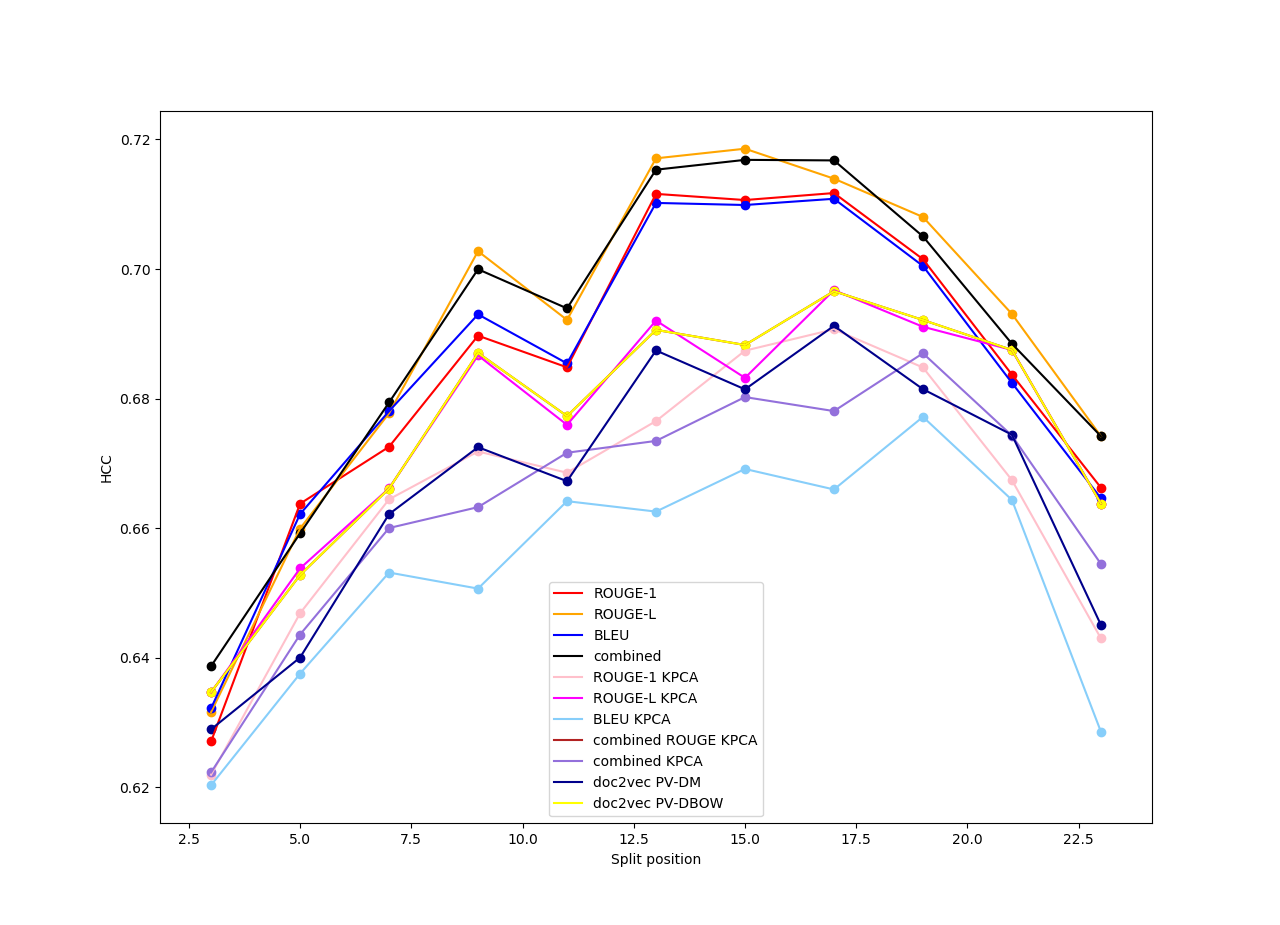 0.72
0.70
0.68
0.66
0.64
0.62
HCC
ROUGE-1
ROUGE-L
BLEU
combined
ROUGE-1 KPCA
ROUGE-L KPCA
BLEU KPCA
combined ROUGE KPCA
combined KPCA
doc2vec PV-DM
doc2vec PV-DBOW
2.5 5.0 7.5 10.0 12.5 15.0 17.5 20.0 22.5
Split position